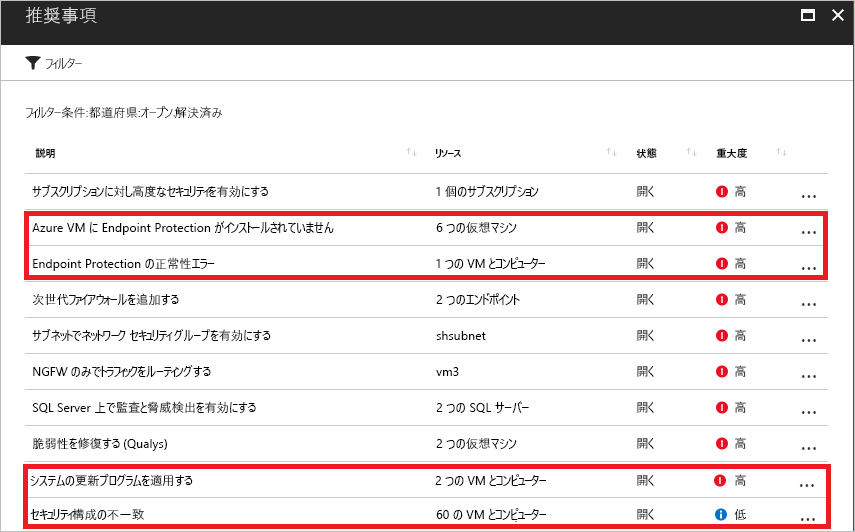 推奨事項
フィルター
フィルター条件:都道府県:オープン,解決済み
説明 リソース 状態 重大度
サブスクリプションに対し高度なセキュリティを有効にする 1 個のサブスクリプション 開く 高 ...
Azure VM に Endpoint Protection がインストールされていません 6 つの仮想マシン 開く 高 ...
Endpoint Protection の正常性エラー 1 つの VM とコンピューター 開く 高 ...
次世代ファイアウォールを追加する 2 つのエンドポイント 開く 高 ...
サブネットでネットワーク セキュリティグループを有効にする shsubnet 開く 高 ...
NGFW のみでトラフィックをルーティングする vm3 開く 高 ...
SQL Server 上で監査と脅威検出を有効にする 2 つの SQL サーバー 開く 高 ...
脆弱性を修復する (Qualys) 2 つの仮想マシン 開く 高 ...
システムの更新プログラムを適用する 2 つの VM とコンピューター 開く 高 ...
セキュリティ構成の不一致 60 の VM とコンピューター 開く 低 ...